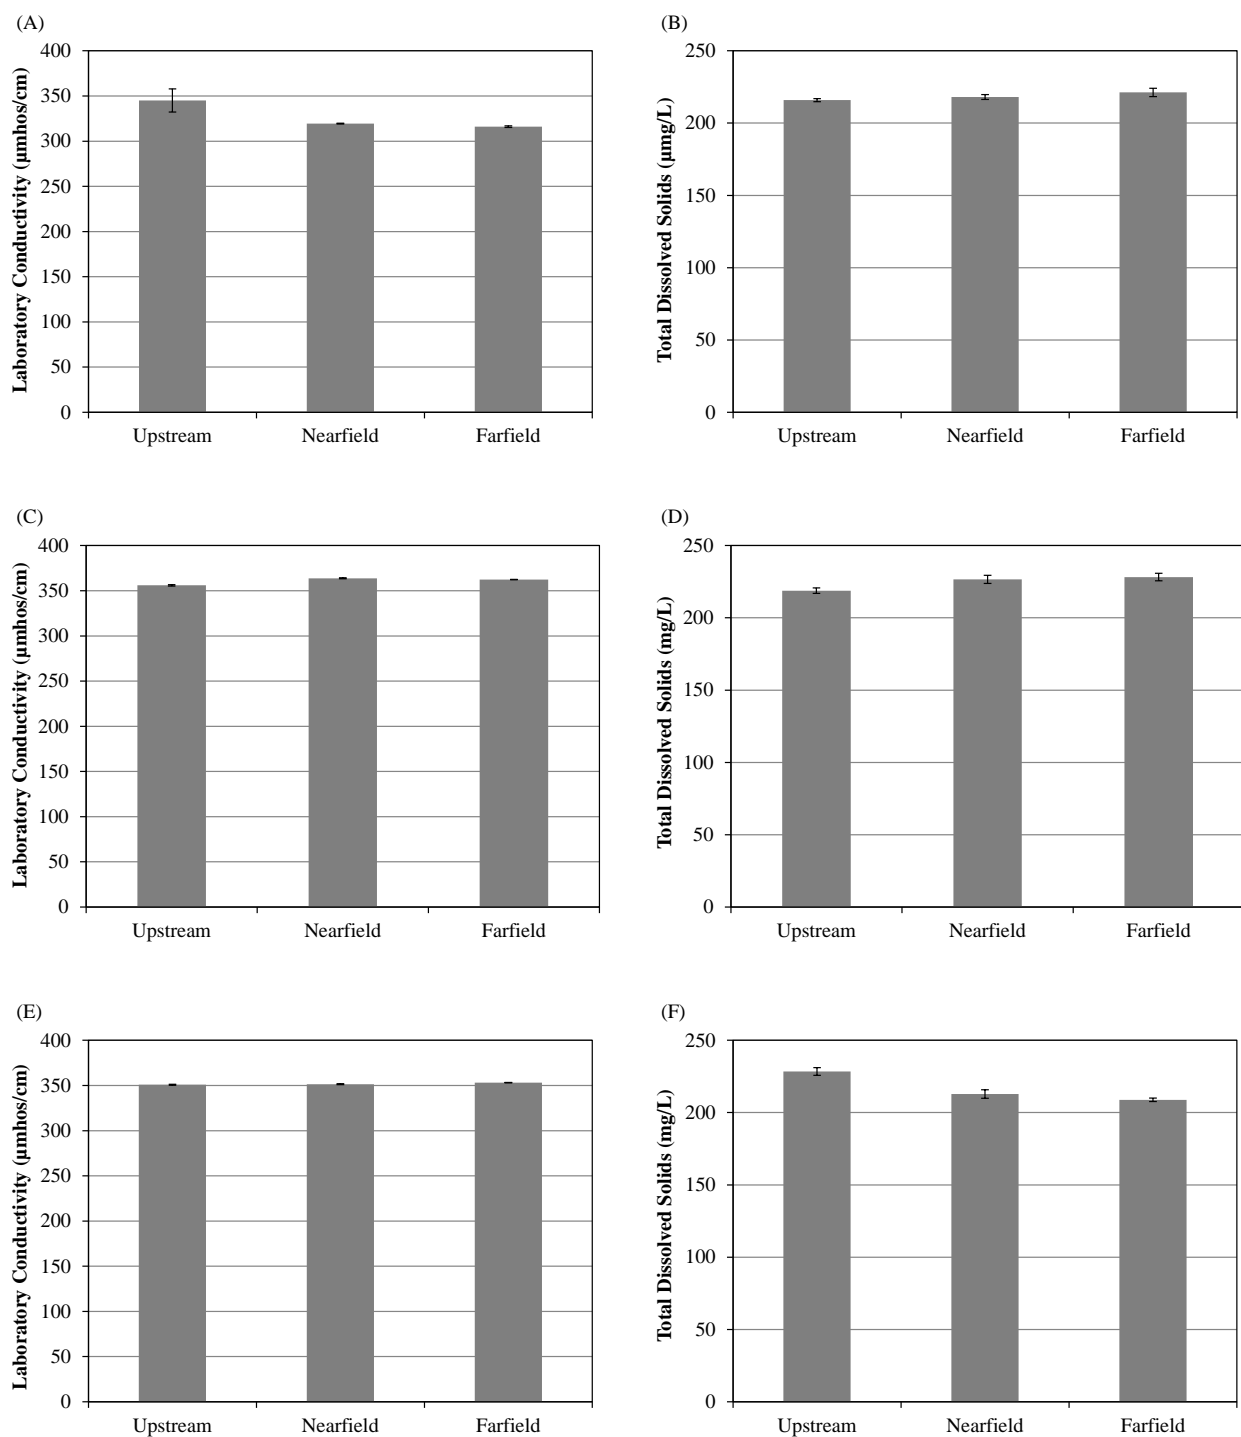 (A)
Laboratory Conductivity (µmhos/cm)
400
350
300
250
200
150
100
50
0
Upstream Nearfield Farfield
(B)
Total Dissolved Solids (µmg/L)
250
200
150
100
50
0
Upstream Nearfield Farfield
(C)
Laboratory Conductivity (µmhos/cm)
400
350
300
250
200
150
100
50
0
Upstream Nearfield Farfield
(D)
Total Dissolved Solids (mg/L)
250
200
150
100
50
0
Upstream Nearfield Farfield
(E)
Laboratory Conductivity (µmhos/cm)
400
350
300
250
200
150
100
50
0
Upstream Nearfield Farfield
(F)
Total Dissolved Solids (mg/L)
250
200
150
100
50
0
Upstream Nearfield Farfield